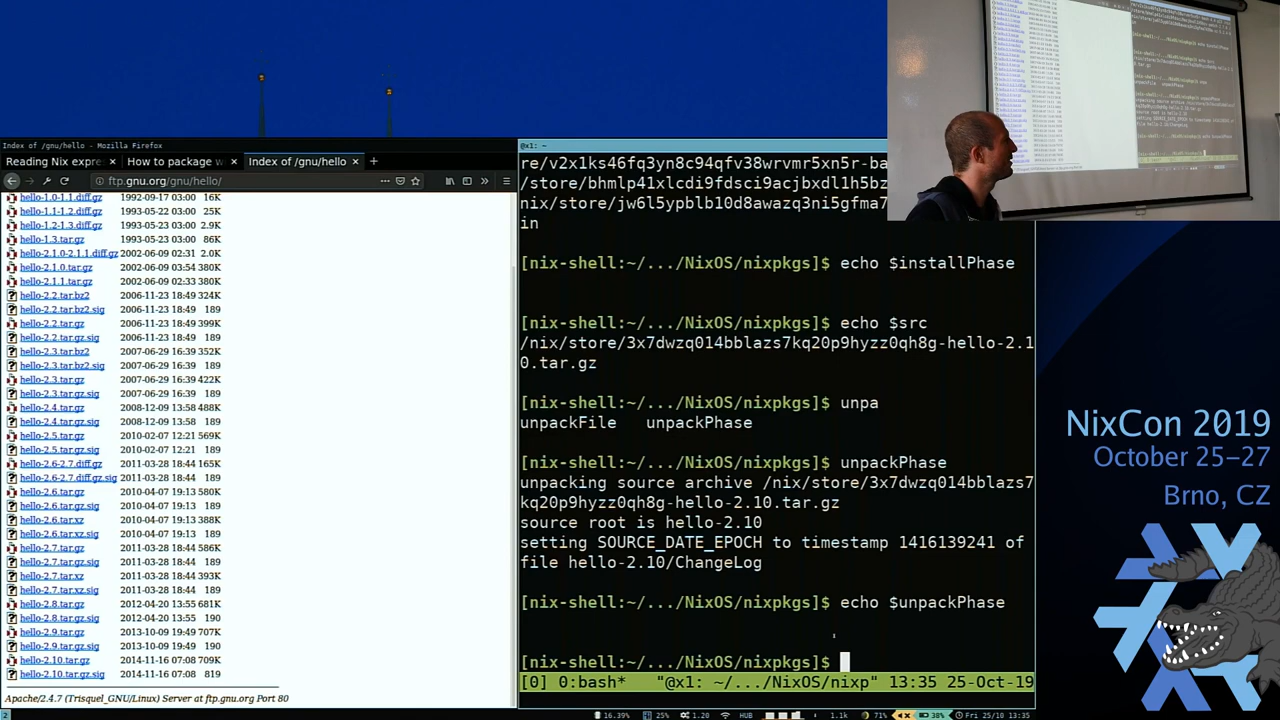 Index of /gnu/hello - Mozilla Firefox
Reading Nix expre
How to package w
Index of /gnu/hello
ftp.gnu.org/gnu/hello/
hello-1.0-1.1.diff.gz 1992-09-17 03:00 16K
hello-1.1-1.2.diff.gz 1993-05-22 03:00 25K
hello-1.2-1.3.diff.gz 1993-05-23 03:00 2.9K
hello-1.3.tar.gz 1993-05-23 03:00 86K
hello-2.1.0-2.1.1.diff.gz 2002-06-09 02:31 2.0K
hello-2.1.0.tar.gz 2002-06-09 03:54 380K
hello-2.1.1.tar.gz 2002-06-09 02:33 380K
hello-2.2.tar.bz2 2006-11-23 18:49 324K
hello-2.2.tar.bz2.sig 2006-11-23 18:49 189
hello-2.2.tar.gz 2006-11-23 18:49 399K
hello-2.2.tar.gz.sig 2006-11-23 18:49 189
hello-2.3.tar.bz2 2007-06-29 16:39 352K
hello-2.3.tar.bz2.sig 2007-06-29 16:39 189
hello-2.3.tar.gz 2007-06-29 16:39 422K
hello-2.3.tar.gz.sig 2007-06-29 16:39 189
hello-2.4.tar.gz 2008-12-09 13:58 488K
hello-2.4.tar.gz.sig 2008-12-09 13:58 189
hello-2.5.tar.gz 2010-02-07 12:21 569K
hello-2.5.tar.gz.sig 2010-02-07 12:21 189
hello-2.6-2.7.diff.gz 2011-03-28 18:44 165K
hello-2.6-2.7.diff.gz.sig 2011-03-28 18:44 189
hello-2.6.tar.gz 2010-04-07 19:13 580K
hello-2.6.tar.gz.sig 2010-04-07 19:13 189
hello-2.6.tar.xz 2010-04-07 19:13 388K
hello-2.6.tar.xz.sig 2010-04-07 19:13 189
hello-2.7.tar.gz 2011-03-28 18:44 586K
hello-2.7.tar.gz.sig 2011-03-28 18:44 189
hello-2.7.tar.xz 2011-03-28 18:44 393K
hello-2.7.tar.xz.sig 2011-03-28 18:44 189
hello-2.8.tar.gz 2012-04-20 13:55 681K
hello-2.8.tar.gz.sig 2012-04-20 13:55 190
hello-2.9.tar.gz 2013-10-09 19:49 707K
hello-2.9.tar.gz.sig 2013-10-09 19:49 190
hello-2.10.tar.gz 2014-11-16 07:08 709K
hello-2.10.tar.gz.sig 2014-11-16 07:08 819
Apache/2.4.7 (Trisquel_GNU/Linux) Server at ftp.gnu.org Port 80
@x1: ~
re/v2x1ks46fq3yn8c94qfv38wnmr5xn5r-ba
/store/bhmlp41xlcdi9fdsci9acjbxdl1h5bz
nix/store/jw6l5ypblb10d8awazq3ni5gfma7
in
[nix-shell:~/.../NixOS/nixpkgs]$ echo $installPhase
[nix-shell:~/.../NixOS/nixpkgs]$ echo $src
/nix/store/3x7dwzq014bblazs7kq20p9hyzz0qh8g-hello-2.1
0.tar.gz
[nix-shell:~/.../NixOS/nixpkgs]$ unpa
unpackFile unpackPhase
[nix-shell:~/.../NixOS/nixpkgs]$ unpackPhase
unpacking source archive /nix/store/3x7dwzq014bblazs7
kq20p9hyzz0qh8g-hello-2.10.tar.gz
source root is hello-2.10
setting SOURCE_DATE_EPOCH to timestamp 1416139241 of
file hello-2.10/ChangeLog
[nix-shell:~/.../NixOS/nixpkgs]$ echo $unpackPhase
[nix-shell:~/.../NixOS/nixpkgs]$
[0] 0:bash* "@x1: ~/.../NixOS/nixp" 13:35 25-Oct-19
2
16.39% 25% 1.20 HUB 1.1k 71% 38% Fri 25/10 13:35
NixCon 2019
October 25–27
Brno, CZ